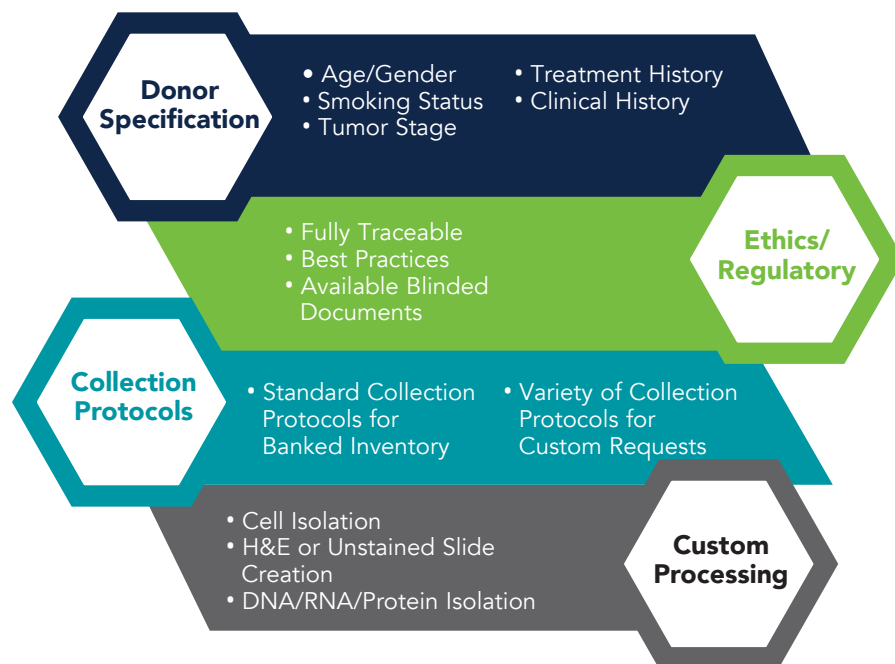 Donor
Specification
• Age/Gender
• Smoking Status
• Tumor Stage
• Treatment History
• Clinical History
• Fully Traceable
• Best Practices
• Available Blinded
Documents
Ethics/
Regulatory
Collection
Protocols
• Standard Collection
Protocols for
Banked Inventory
• Variety of Collection
Protocols for
Custom Requests
• Cell Isolation
• H&E or Unstained Slide
Creation
• DNA/RNA/Protein Isolation
Custom
Processing